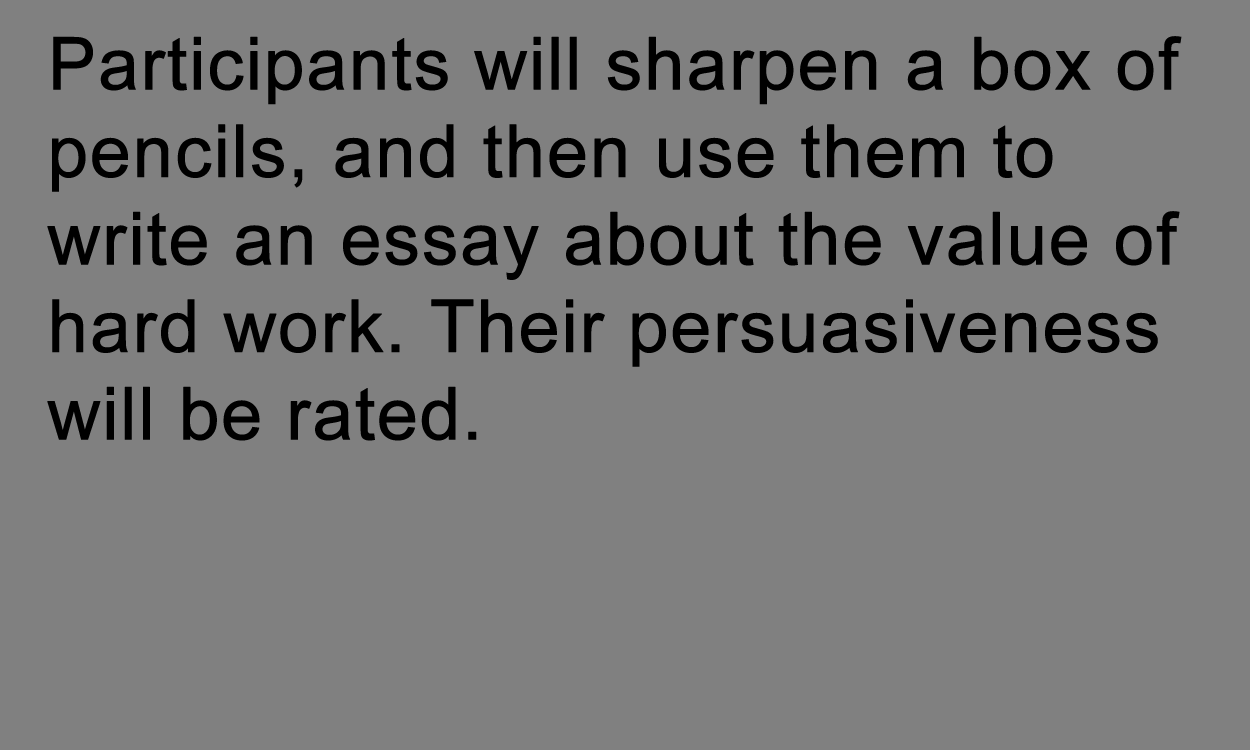 Participants will sharpen a box of
pencils, and then use them to
write an essay about the value of
hard work. Their persuasiveness
will be rated.